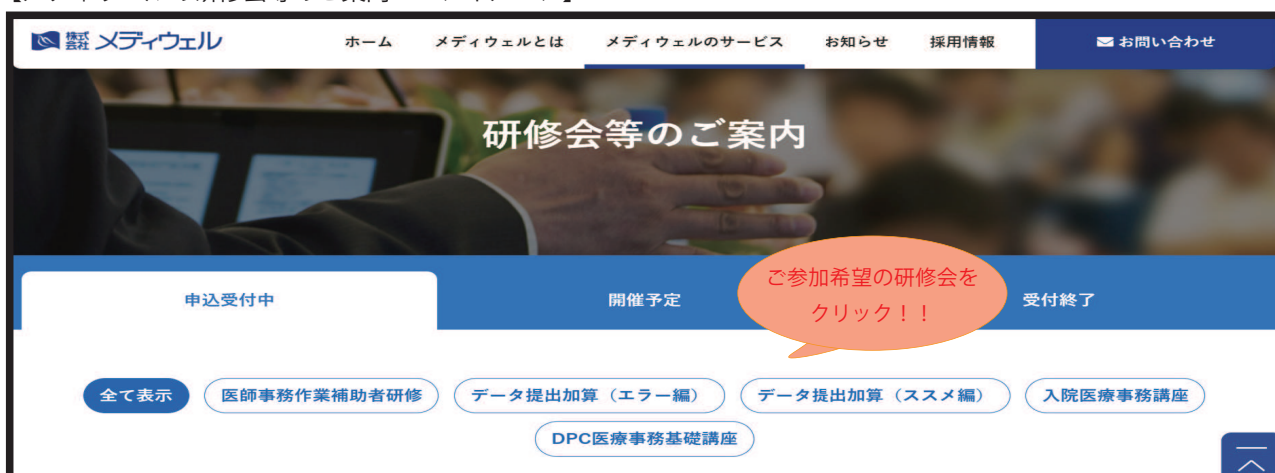 株式会社 メディウェル
ホーム メディウェルとは メディウェルのサービス お知らせ 採用情報 お問い合わせ
研修会等のご案内
ご参加希望の研修会を
クリック！！
申込受付中 開催予定 受付終了
全て表示 医師事務作業補助者研修 データ提出加算（エラー編） データ提出加算（ススメ編） 入院医療事務講座
DPC医療事務基礎講座